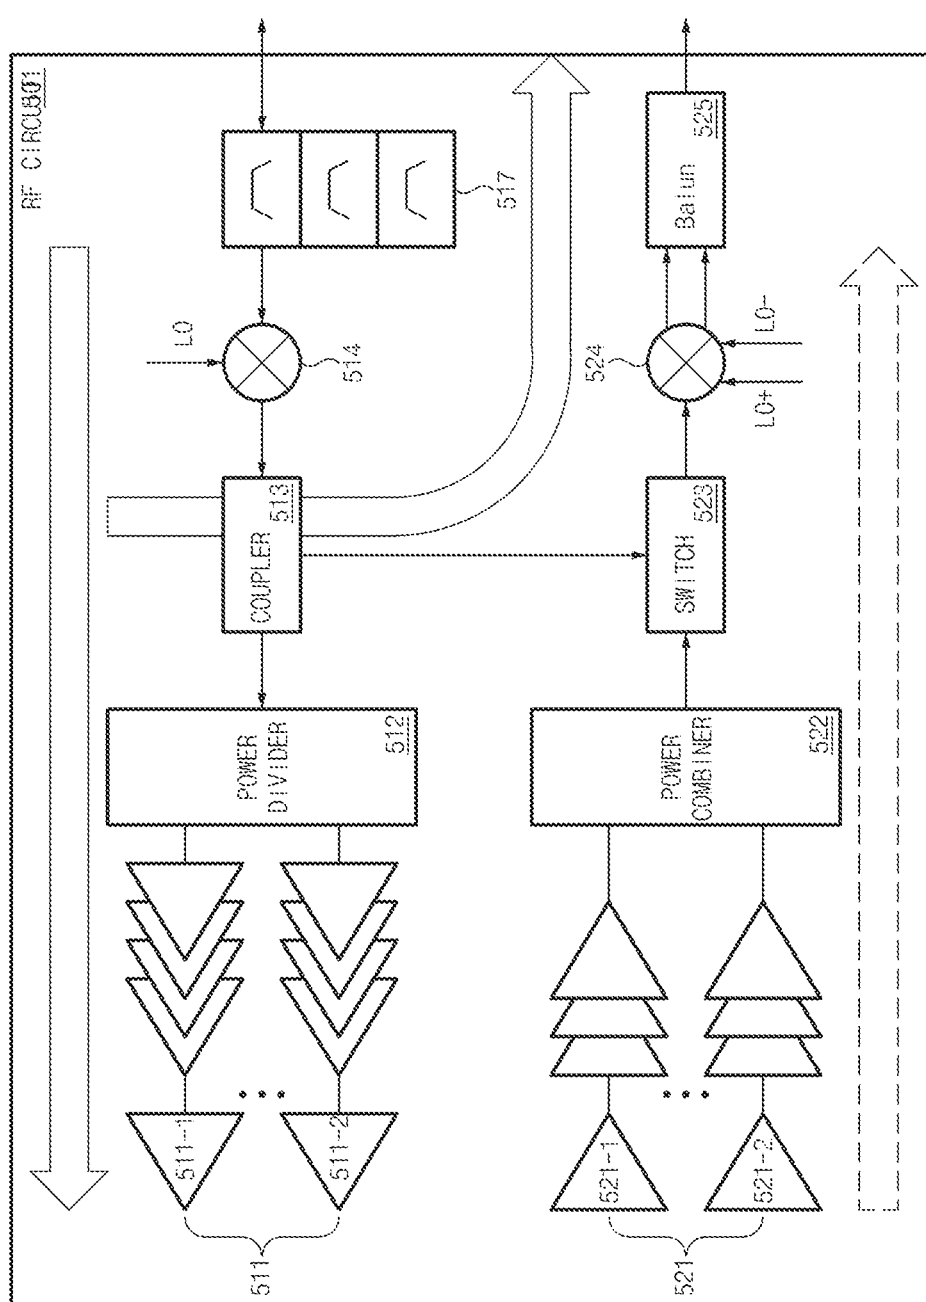 RF CIRCU
517
LO
514
COUPLER
513
POWER
DIVIDER
512
511-1
511-2
511
525
Balun
524
LO+
LO-
SWITCH
523
POWER
COMBINER
522
521-1
521-2
521